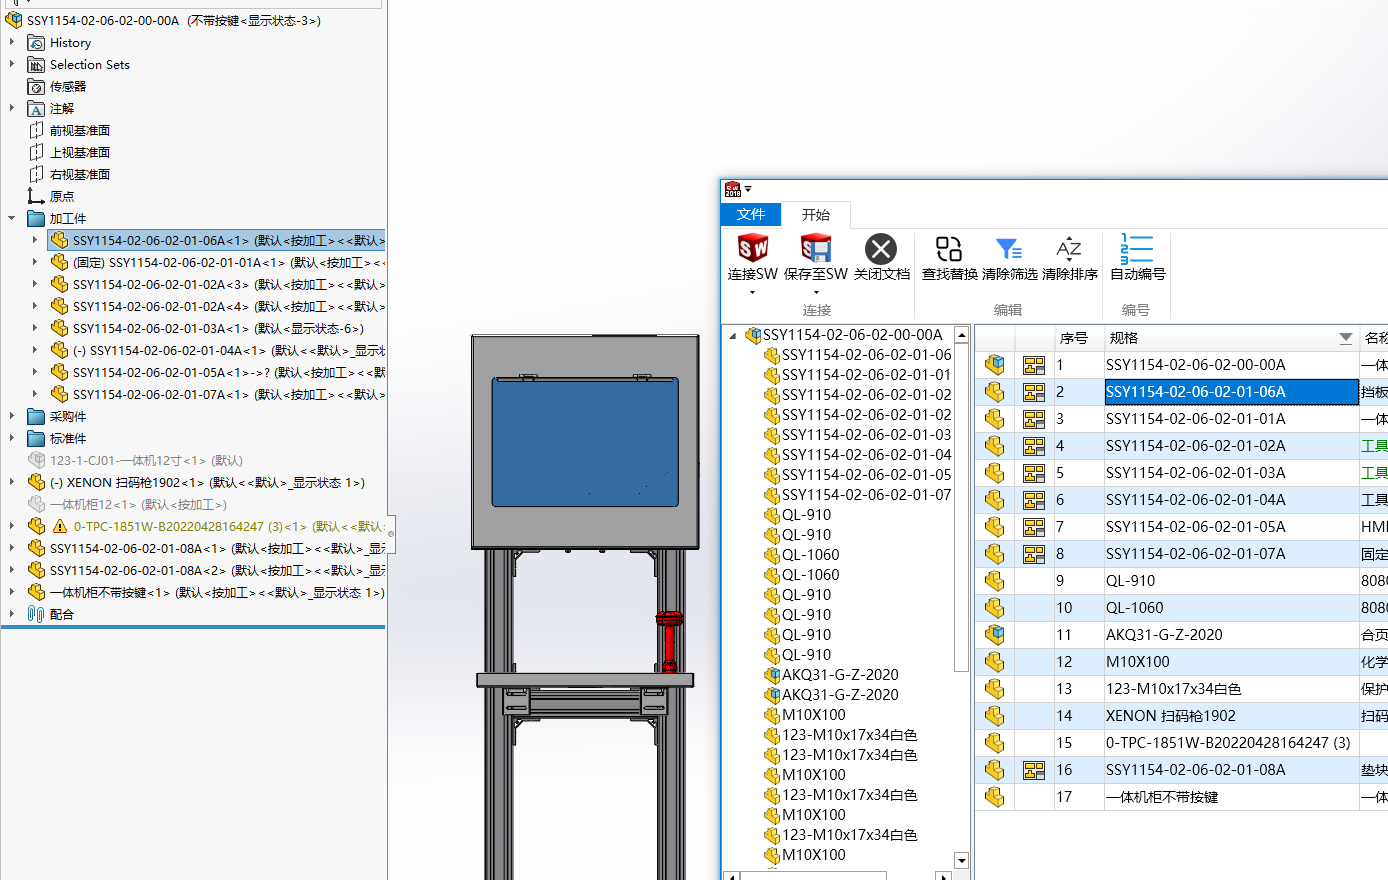 SSY1154-02-06-02-00-00A (不带按键<显示状态-3>)
History
Selection Sets
传感器
注解
前视基准面
上视基准面
右视基准面
原点
加工件
SSY1154-02-06-02-01-06A<1> (默认<按加工><<默认>
(固定) SSY1154-02-06-02-01-01A<1> (默认<按加工><
SSY1154-02-06-02-01-02A<3> (默认<按加工><<默认>
SSY1154-02-06-02-01-02A<4> (默认<按加工><<默认>
SSY1154-02-06-02-01-03A<1> (默认<显示状态-6>)
(-) SSY1154-02-06-02-01-04A<1> (默认<<默认>_显示
SSY1154-02-06-02-01-05A<1>->? (默认<按加工><<默
SSY1154-02-06-02-01-07A<1> (默认<按加工><<默认>
采购件
标准件
123-1-CJ01-一体机12寸<1> (默认)
(-) XENON 扫码枪1902<1> (默认<<默认>_显示状态 1>)
一体机柜12<1> (默认<按加工>)
0-TPC-1851W-B20220428164247 (3)<1> (默认<<默认
SSY1154-02-06-02-01-08A<1> (默认<按加工><<默认>_显
SSY1154-02-06-02-01-08A<2> (默认<按加工><<默认>_显
一体机柜不带按键<1> (默认<按加工><<默认>_显示状态 1>)
配合
SW 2018
文件 开始
连接SW 保存至SW 关闭文档 查找替换 清除筛选 清除排序 自动编号
连接 编辑 编号
SSY1154-02-06-02-00-00A
SSY1154-02-06-02-01-06
SSY1154-02-06-02-01-01
SSY1154-02-06-02-01-02
SSY1154-02-06-02-01-02
SSY1154-02-06-02-01-03
SSY1154-02-06-02-01-04
SSY1154-02-06-02-01-05
SSY1154-02-06-02-01-07
QL-910
QL-910
QL-1060
QL-1060
QL-910
QL-910
QL-910
QL-910
AKQ31-G-Z-2020
AKQ31-G-Z-2020
M10X100
123-M10x17x34白色
123-M10x17x34白色
M10X100
123-M10x17x34白色
M10X100
123-M10x17x34白色
M10X100
序号 规格 名称
1 SSY1154-02-06-02-00-00A 一体
2 SSY1154-02-06-02-01-06A 挡板
3 SSY1154-02-06-02-01-01A 一体
4 SSY1154-02-06-02-01-02A 工具
5 SSY1154-02-06-02-01-03A 工具
6 SSY1154-02-06-02-01-04A 工具
7 SSY1154-02-06-02-01-05A HMI
8 SSY1154-02-06-02-01-07A 固定
9 QL-910 8080
10 QL-1060 8080
11 AKQ31-G-Z-2020 合页
12 M10X100 化学
13 123-M10x17x34白色 保护
14 XENON 扫码枪1902 扫码
15 0-TPC-1851W-B20220428164247 (3)
16 SSY1154-02-06-02-01-08A 垫块
17 一体机柜不带按键 一体